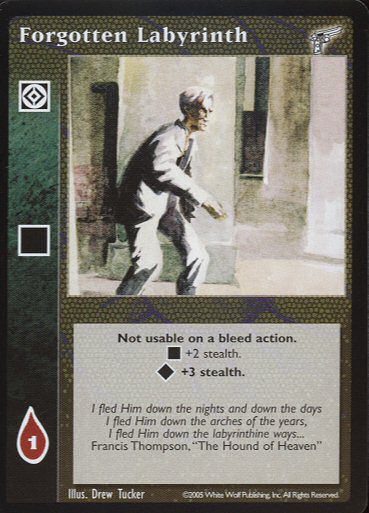 Forgotten Labyrinth
Not usable on a bleed action.
+2 stealth.
+3 stealth.
I fled Him down the nights and down the days
I fled Him down the arches of the years,
I fled Him down the labyrinthine ways...
Francis Thompson, “The Hound of Heaven”
1
Illus. Drew Tucker
©2005 White Wolf Publishing, Inc. All Rights Reserved.